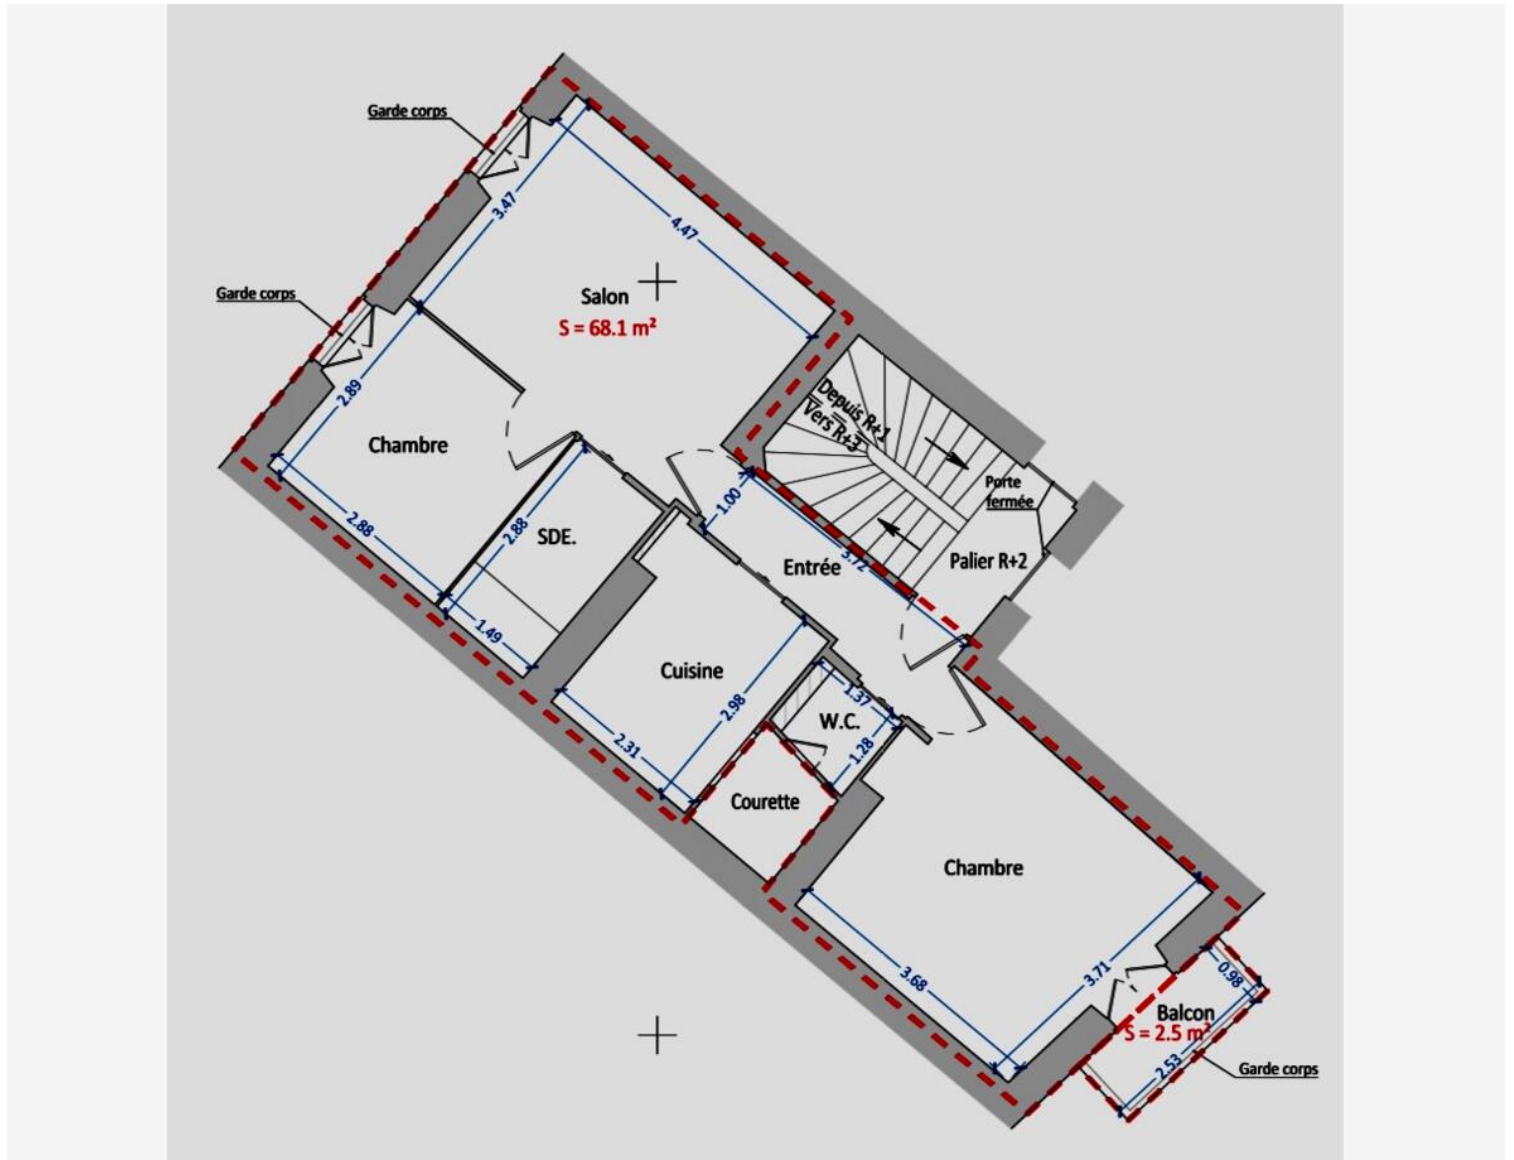 Garde corps
3.47
4.47
Garde corps
Salon
S = 68.1 m²
2.89
Chambre
Depuis R+1
Vers R+3
Porte
fermée
1.00
2.88
2.88
SDE.
Entrée
3.72
Palier R+2
1.49
Cuisine
1.37
2.98
W.C.
2.31
1.28
Courette
Chambre
3.68
3.71
0.98
Balcon
S = 2.5 m²
2.53
Garde corps